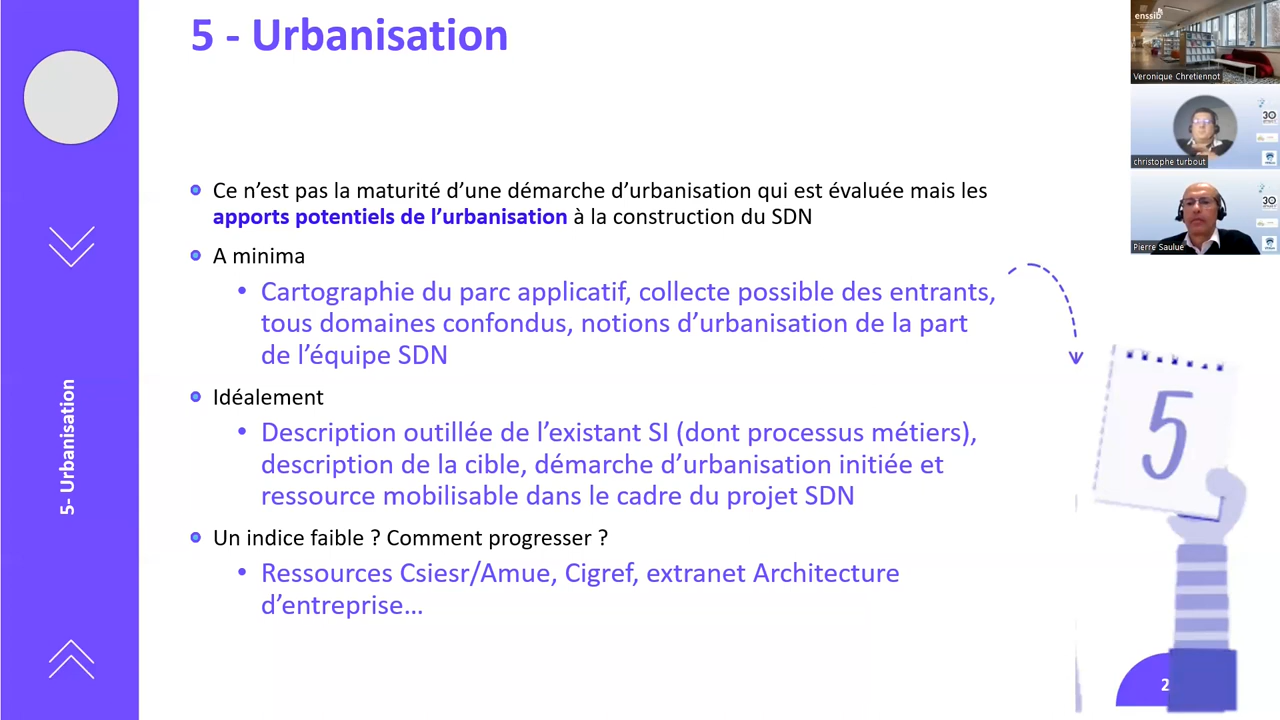 5 - Urbanisation
Ce n’est pas la maturité d’une démarche d’urbanisation qui est évaluée mais les
apports potentiels de l’urbanisation à la construction du SDN
A minima
Cartographie du parc applicatif, collecte possible des entrants,
tous domaines confondus, notions d’urbanisation de la part
de l’équipe SDN
Idéalement
Description outillée de l’existant SI (dont processus métiers),
description de la cible, démarche d’urbanisation initiée et
ressource mobilisable dans le cadre du projet SDN
Un indice faible ? Comment progresser ?
Ressources Csiesr/Amue, Cigref, extranet Architecture
d’entreprise…
5- Urbanisation
5
2
enssib
Veronique Chretiennot
30
christophe turbout
30
Pierre Saulue